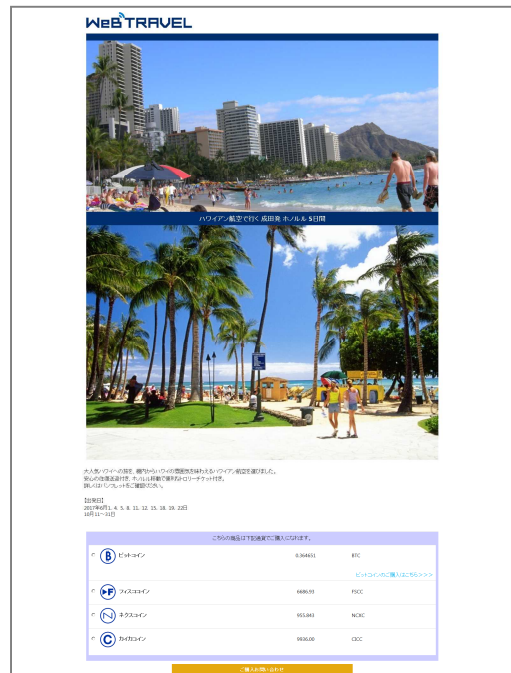 WeBTRAVEL
ハワイアン航空で行く 成田発 ホノルル 5日間
大人気ハワイへの旅を、機内からハワイの雰囲気を味わえるハワイアン航空を選びました。
安心の往復送迎付き、ホノルル移動で便利なトロリーチケット付き。
詳しくはパンフレットをご確認ください。
【出発日】
2017年6月1、4、5、8、11、12、15、18、19、22日
10月11～31日
こちらの商品は下記通貨でご購入になれます。
ビットコイン 0.364651 BTC
ビットコインのご購入はこちら>>>
フィスココイン 6686.93 FSCC
ネクスコイン 955.843 NCXC
カイカコイン 9936.00 CICC
ご購入お問い合わせ